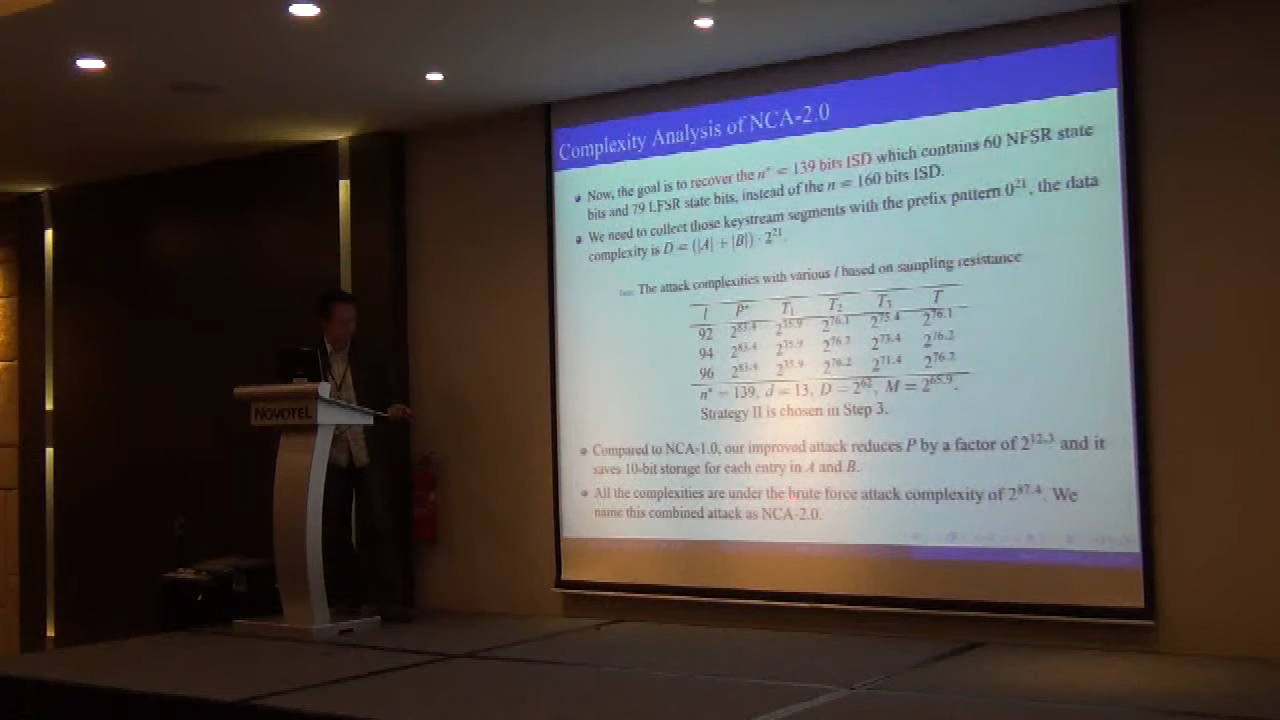 Complexity Analysis of NCA-2.0
Now, the goal is to recover the n* = 139 bits ISD which contains 60 NFSR state
bits and 79 LFSR state bits, instead of the n = 160 bits ISD.
We need to collect those keystream segments with the prefix pattern 0^21, the data
complexity is D = (|A| + |B|) · 2^21.
The attack complexities with various l based on sampling resistance
l P* T1 T2 T3 T
92 2^83.4 2^35.9 2^76.1 2^75.4 2^76.1
94 2^83.4 2^35.9 2^76.2 2^73.4 2^76.2
96 2^83.4 2^35.9 2^76.2 2^71.4 2^76.2
n* = 139, d = 13, D = 2^62, M = 2^65.9.
Strategy II is chosen in Step 3.
Compared to NCA-1.0, our improved attack reduces P by a factor of 2^12.3 and it
saves 10-bit storage for each entry in A and B.
All the complexities are under the brute force attack complexity of 2^87.4. We
name this combined attack as NCA-2.0.
NOVOTEL